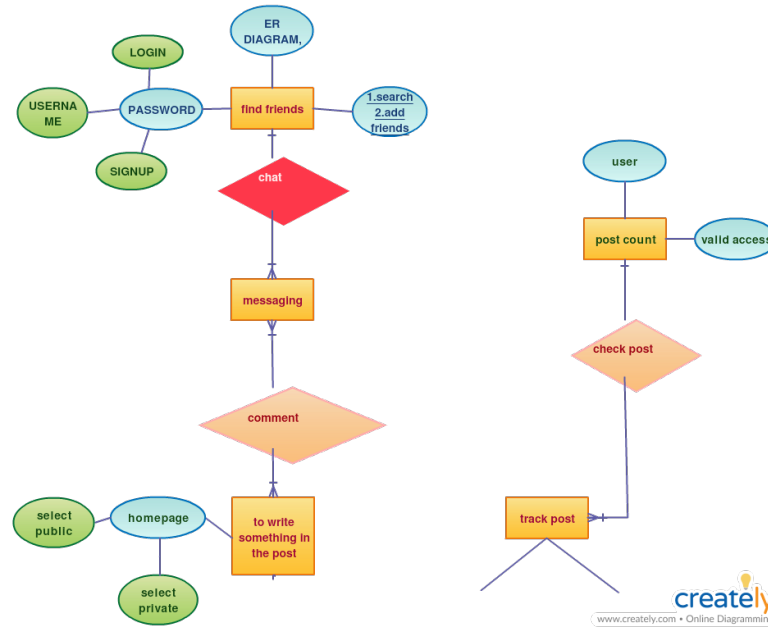 ER
DIAGRAM,
LOGIN
USERNA
ME
PASSWORD
find friends
1.search
2.add
friends
SIGNUP
chat
user
post count
valid access
messaging
check post
comment
select
public
homepage
to write
something in
the post
track post
select
private
creately
www.creately.com • Online Diagrammin